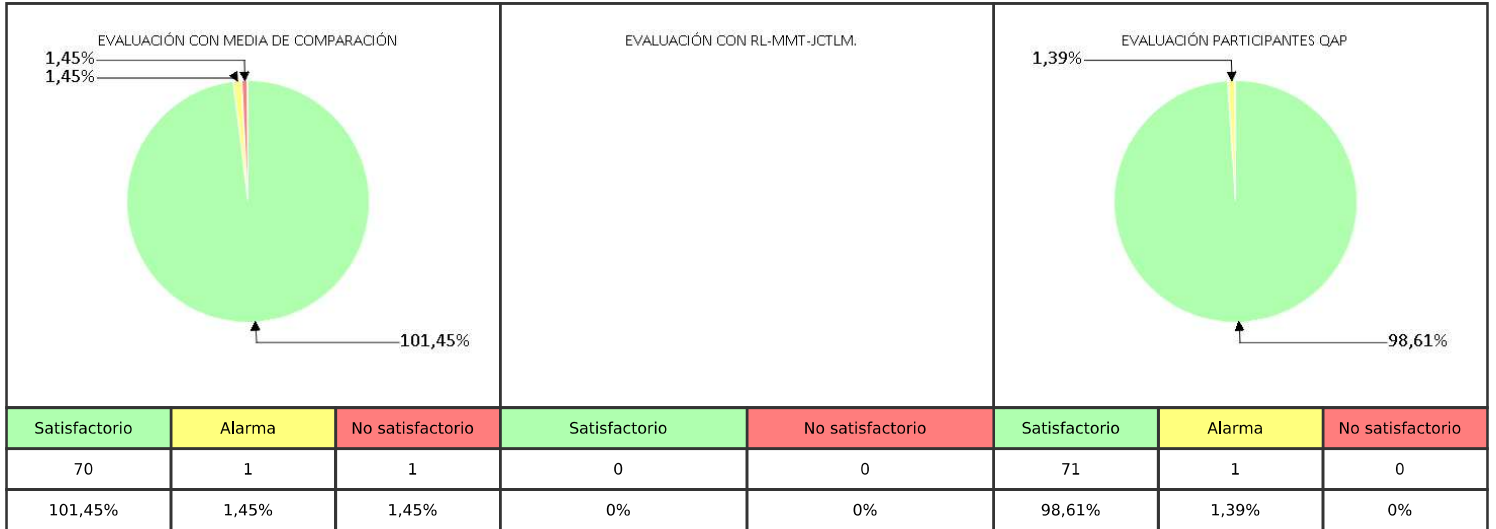 EVALUACIÓN CON MEDIA DE COMPARACIÓN
1,45%
1,45%
101,45%
EVALUACIÓN CON RL-MMT-JCTLM.
EVALUACIÓN PARTICIPANTES QAP
1,39%
98,61%
Satisfactorio Alarma No satisfactorio Satisfactorio No satisfactorio Satisfactorio Alarma No satisfactorio
70 1 1 0 0 71 1 0
101,45% 1,45% 1,45% 0% 0% 98,61% 1,39% 0%